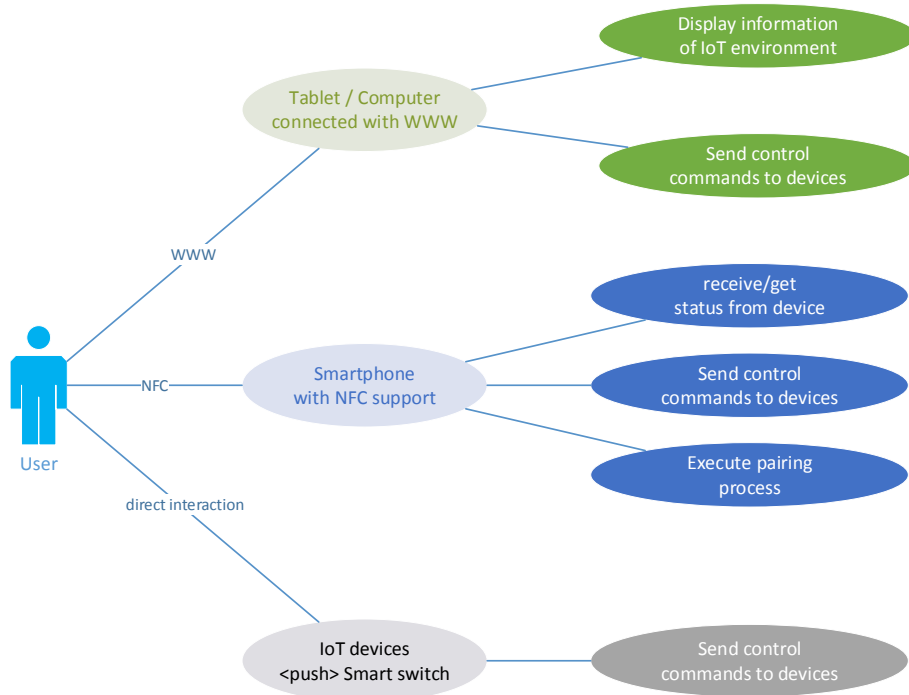 Display information
of IoT environment
Tablet / Computer
connected with WWW
Send control
commands to devices
WWW
receive/get
status from device
Smartphone
with NFC support
NFC
Send control
commands to devices
User
Execute pairing
process
direct interaction
IoT devices
<push> Smart switch
Send control
commands to devices